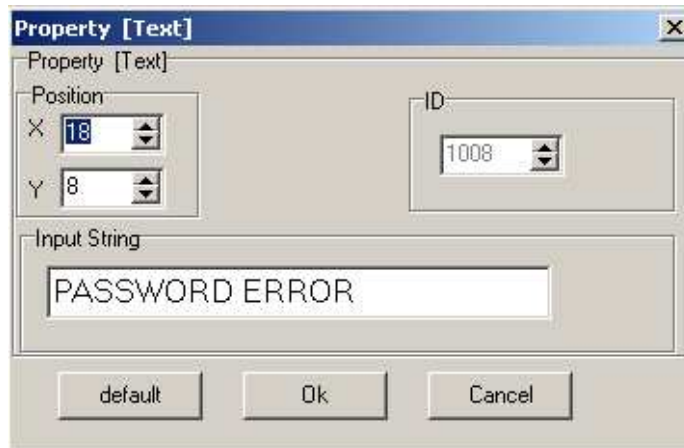 Property [Text]
Property [Text]
Position
ID
X 18
1008
Y 8
Input String
PASSWORD ERROR
default Ok Cancel